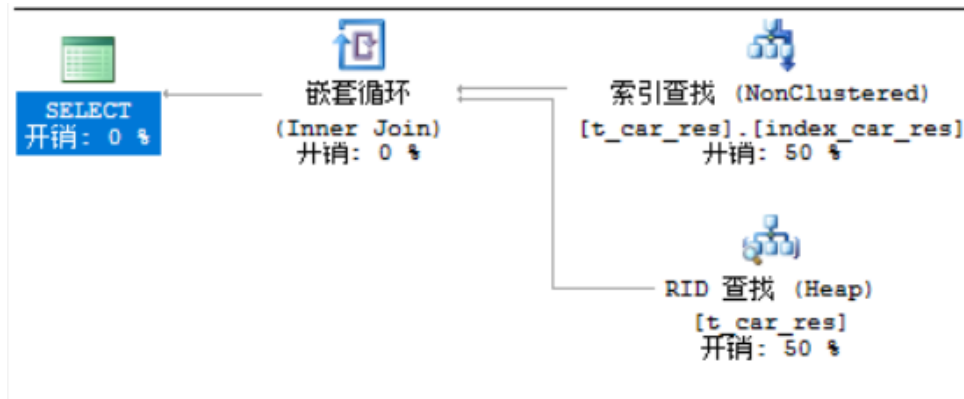 SELECT
开销: 0 %
嵌套循环
(Inner Join)
开销: 0 %
索引查找 (NonClustered)
[t_car_res].[index_car_res]
开销: 50 %
RID 查找 (Heap)
[t_car_res]
开销: 50 %